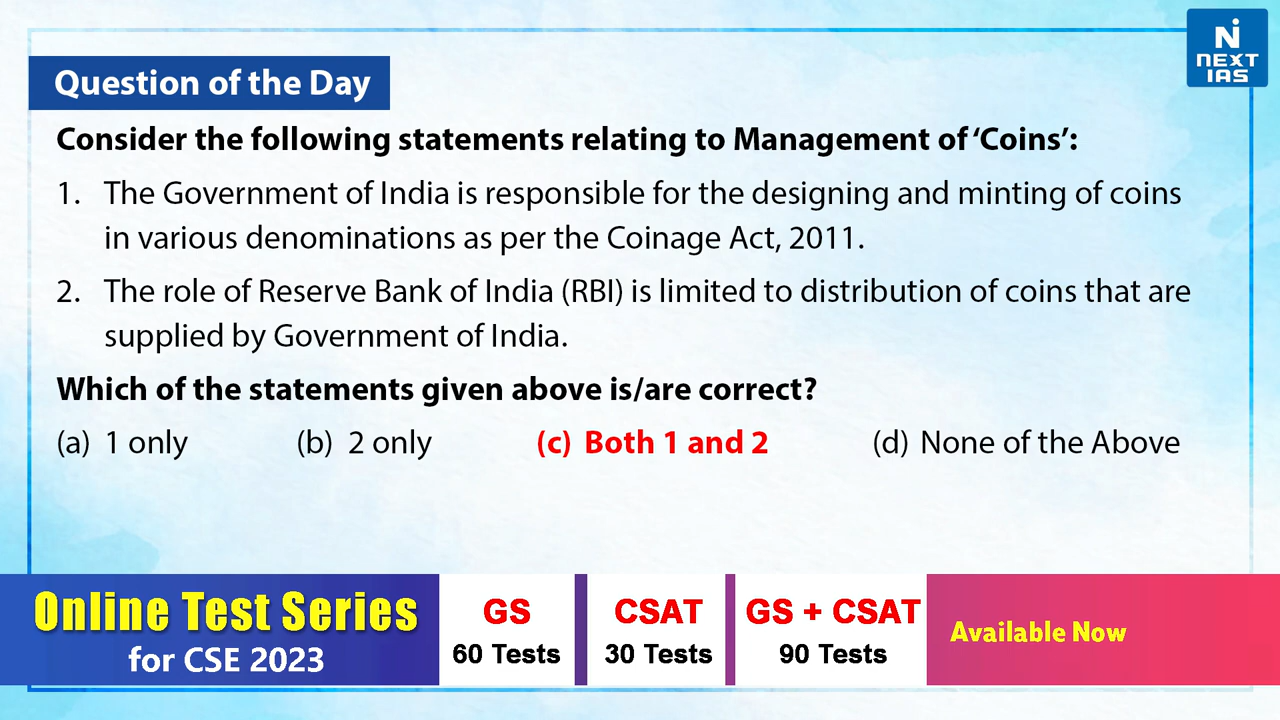 NEXT
IAS
Question of the Day
Consider the following statements relating to Management of ‘Coins’:
1. The Government of India is responsible for the designing and minting of coins
in various denominations as per the Coinage Act, 2011.
2. The role of Reserve Bank of India (RBI) is limited to distribution of coins that are
supplied by Government of India.
Which of the statements given above is/are correct?
(a) 1 only (b) 2 only (c) Both 1 and 2 (d) None of the Above
Online Test Series
for CSE 2023
GS
60 Tests
CSAT
30 Tests
GS + CSAT
90 Tests
Available Now